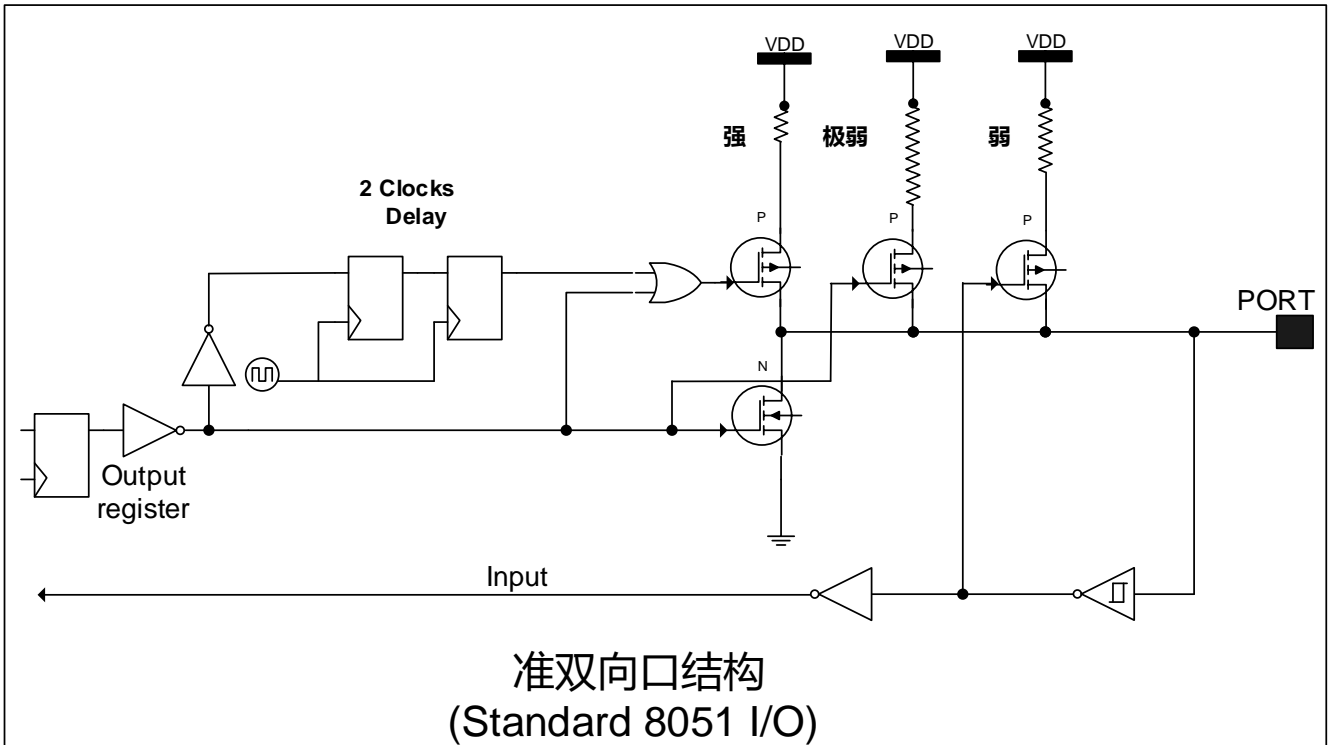 VDD
VDD
VDD
强
极弱
弱
2 Clocks
Delay
P
P
P
PORT
N
Output
register
Input
准双向口结构
(Standard 8051 I/O)